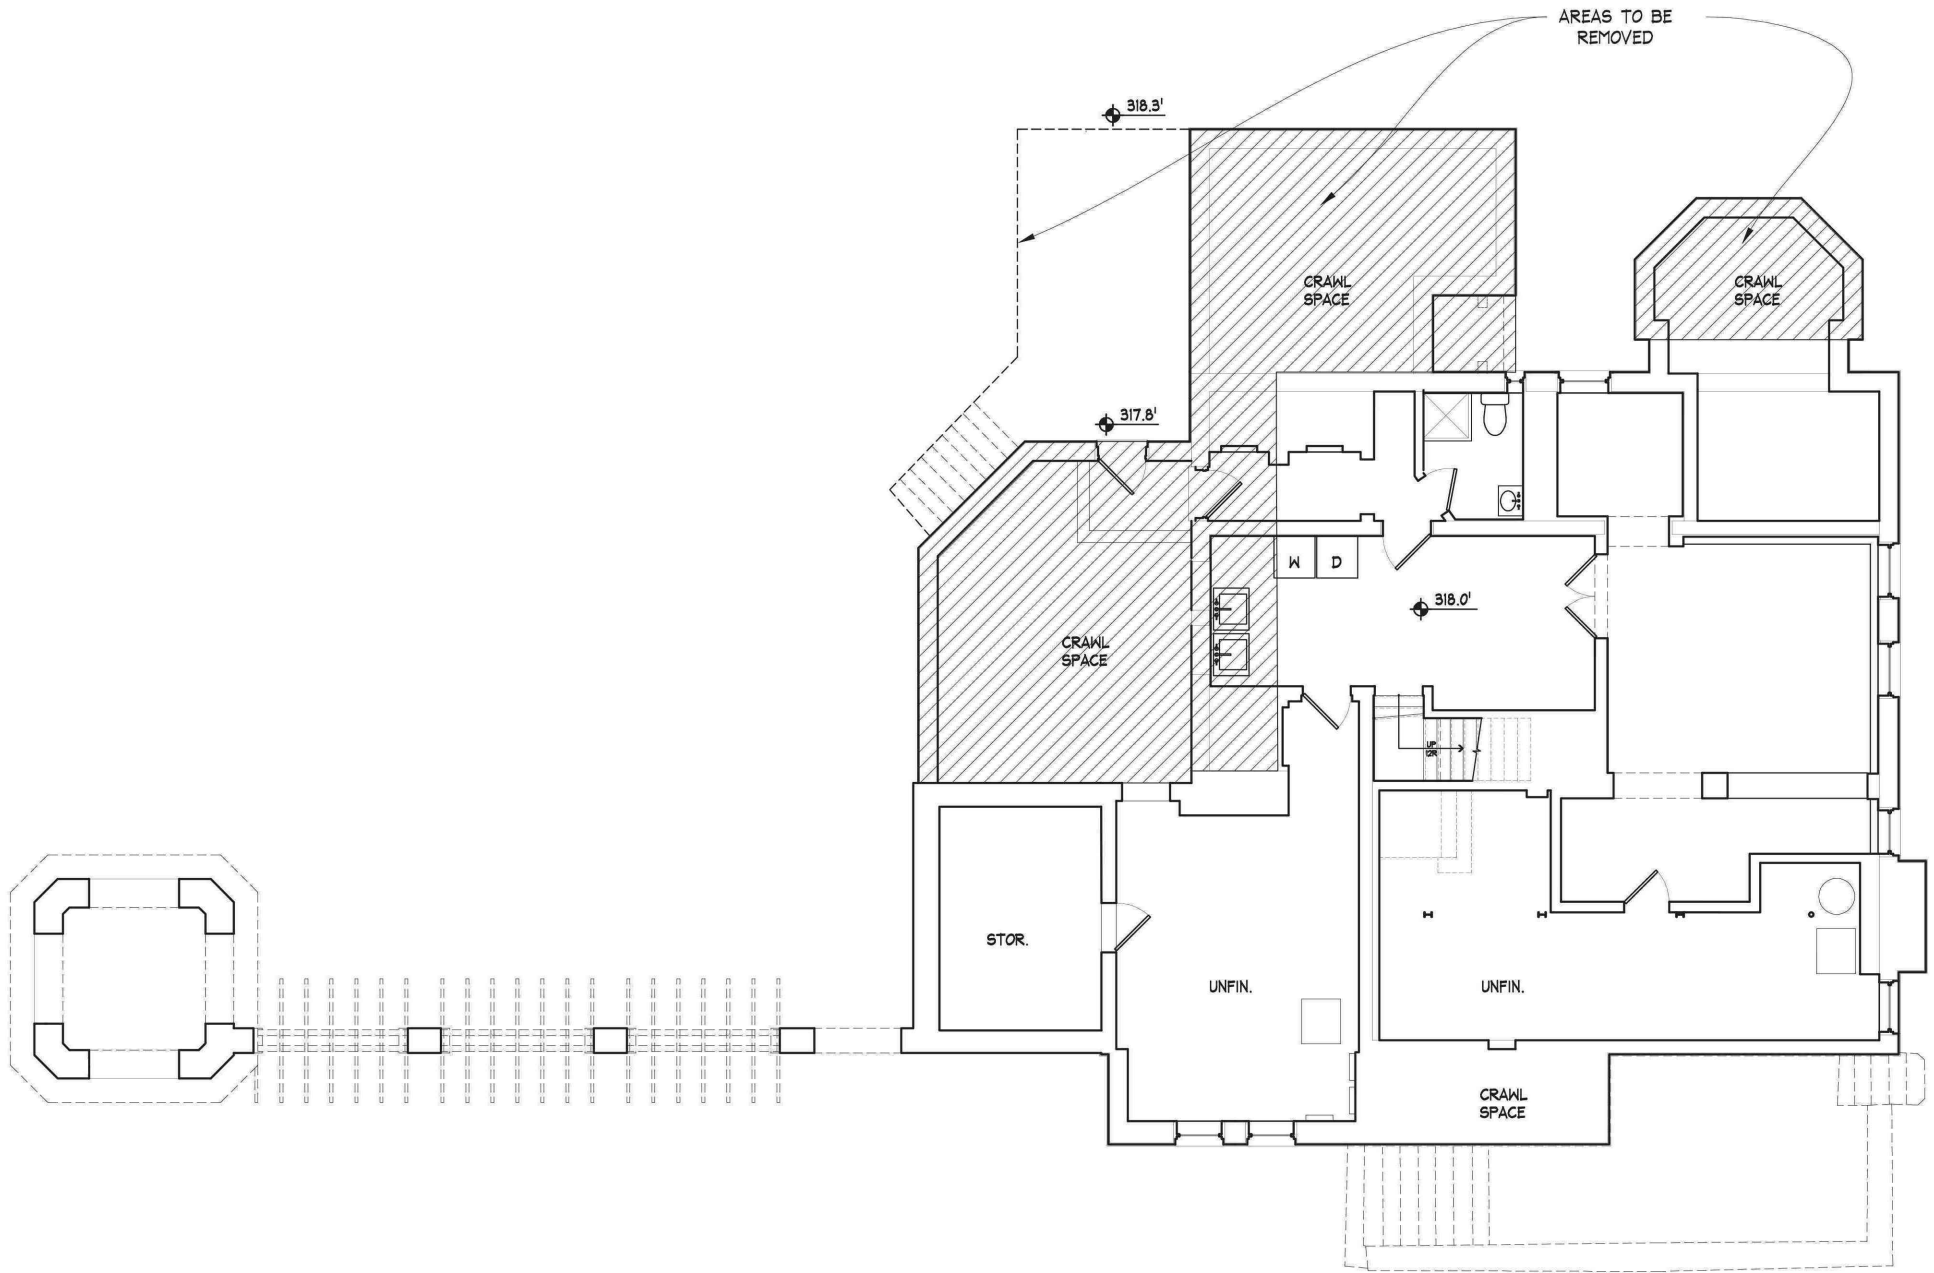 AREAS TO BE
REMOVED
318.3'
CRAWL
SPACE
CRAWL
SPACE
317.8'
W
D
318.0'
CRAWL
SPACE
UP
12R
STOR.
UNFIN.
UNFIN.
CRAWL
SPACE